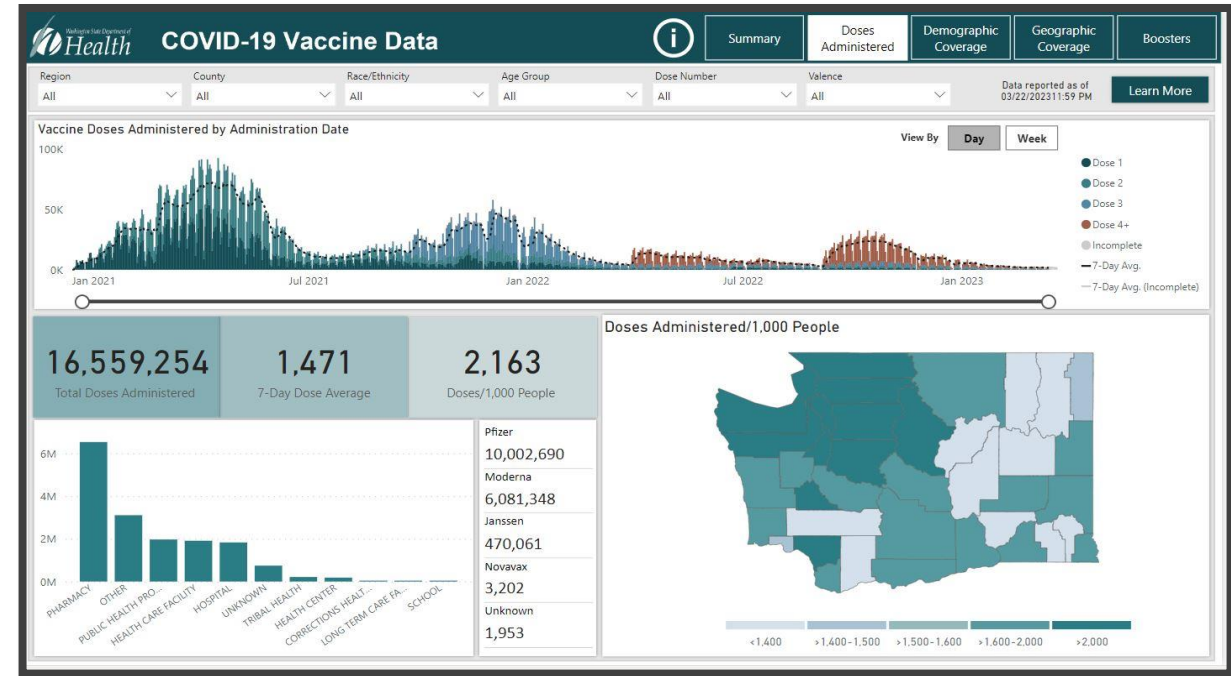 Washington State Department of
Health
COVID-19 Vaccine Data
i
Summary
Doses
Administered
Demographic
Coverage
Geographic
Coverage
Boosters
Region
County
Race/Ethnicity
Age Group
Dose Number
Valence
All
All
All
All
All
All
Data reported as of
03/22/202311:59 PM
Learn More
Vaccine Doses Administered by Administration Date
View By
Day
Week
100K
50K
0K
Jan 2021
Jul 2021
Jan 2022
Jul 2022
Jan 2023
Dose 1
Dose 2
Dose 3
Dose 4+
Incomplete
7-Day Avg.
7-Day Avg. (Incomplete)
16,559,254
Total Doses Administered
1,471
7-Day Dose Average
2,163
Doses/1,000 People
6M
4M
2M
0M
PHARMACY
OTHER
PUBLIC HEALTH PRO...
HEALTH CARE FACILITY
HOSPITAL
UNKNOWN
TRIBAL HEALTH
HEALTH CENTER
CORRECTIONS HEALT...
LONG TERM CARE FA...
SCHOOL
Pfizer
10,002,690
Moderna
6,081,348
Janssen
470,061
Novavax
3,202
Unknown
1,953
Doses Administered/1,000 People
<1,400
>1,400-1,500
>1,500-1,600
>1,600-2,000
>2,000